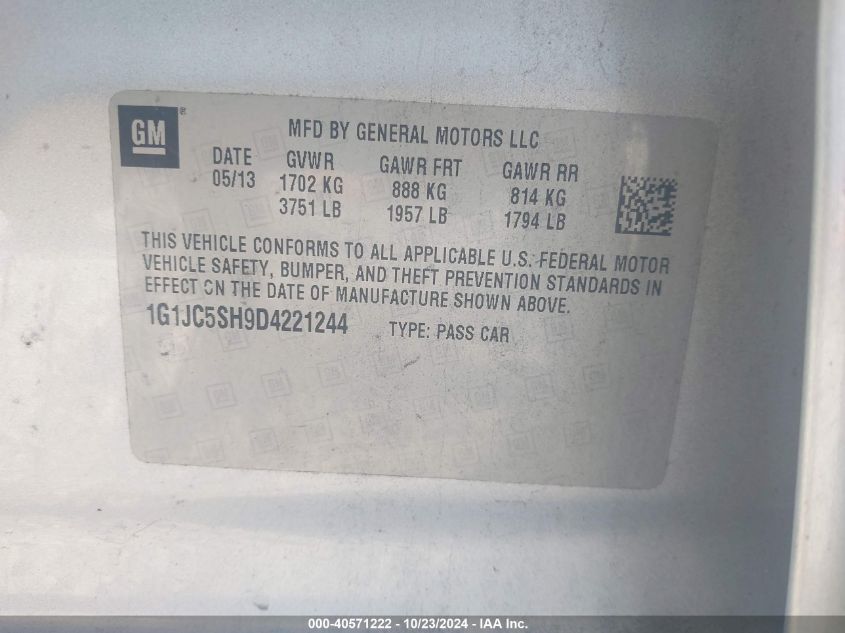 GM ®
MFD BY GENERAL MOTORS LLC
DATE GVWR GAWR FRT GAWR RR
05/13 1702 KG 888 KG 814 KG
3751 LB 1957 LB 1794 LB
THIS VEHICLE CONFORMS TO ALL APPLICABLE U.S. FEDERAL MOTOR
VEHICLE SAFETY, BUMPER, AND THEFT PREVENTION STANDARDS IN
EFFECT ON THE DATE OF MANUFACTURE SHOWN ABOVE.
1G1JC5SH9D4221244 TYPE: PASS CAR
000-40571222 - 10/23/2024 - IAA Inc.